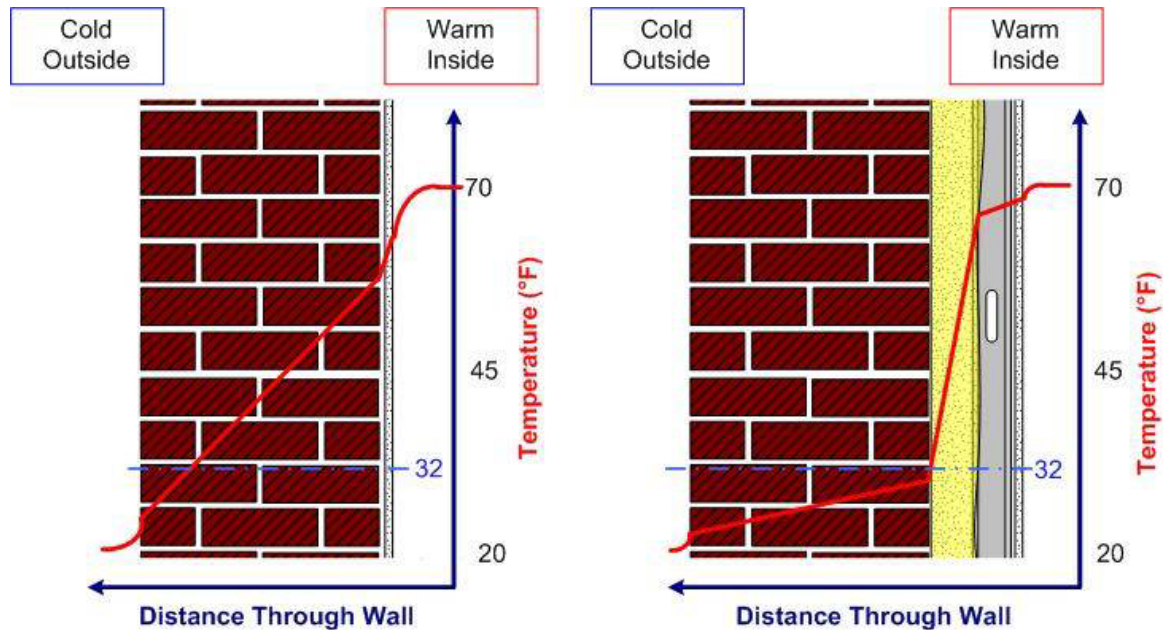 Cold
Outside
Warm
Inside
70
45
32
20
Temperature (°F)
Distance Through Wall
Cold
Outside
Warm
Inside
70
45
32
20
Temperature (°F)
Distance Through Wall